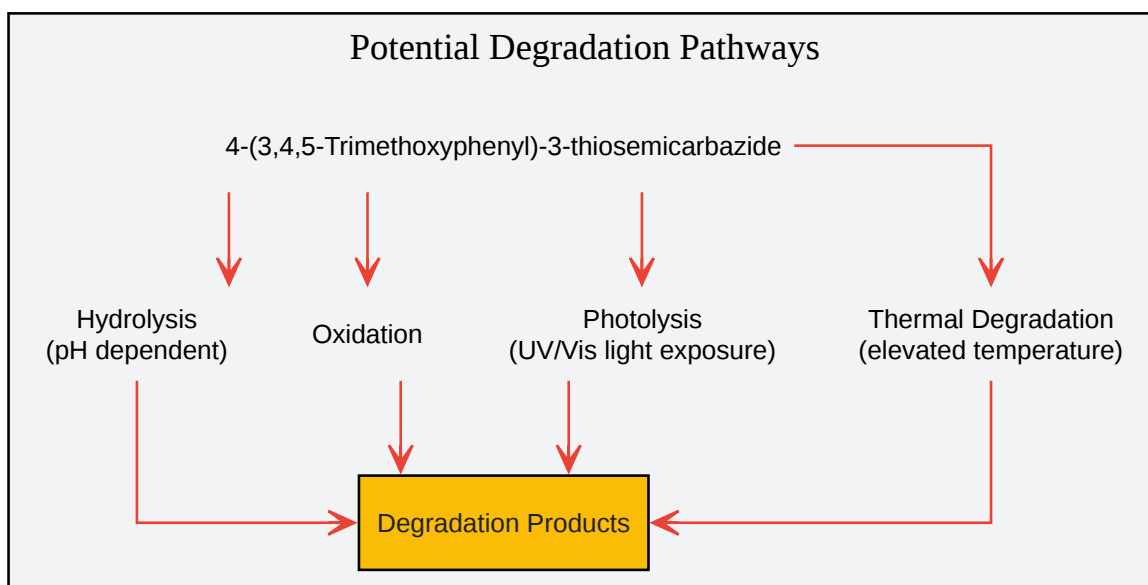 Potential Degradation Pathways
4-(3,4,5-Trimethoxyphenyl)-3-thiosemicarbazide
Hydrolysis
(pH dependent)
Oxidation
Photolysis
(UV/Vis light exposure)
Thermal Degradation
(elevated temperature)
Degradation Products